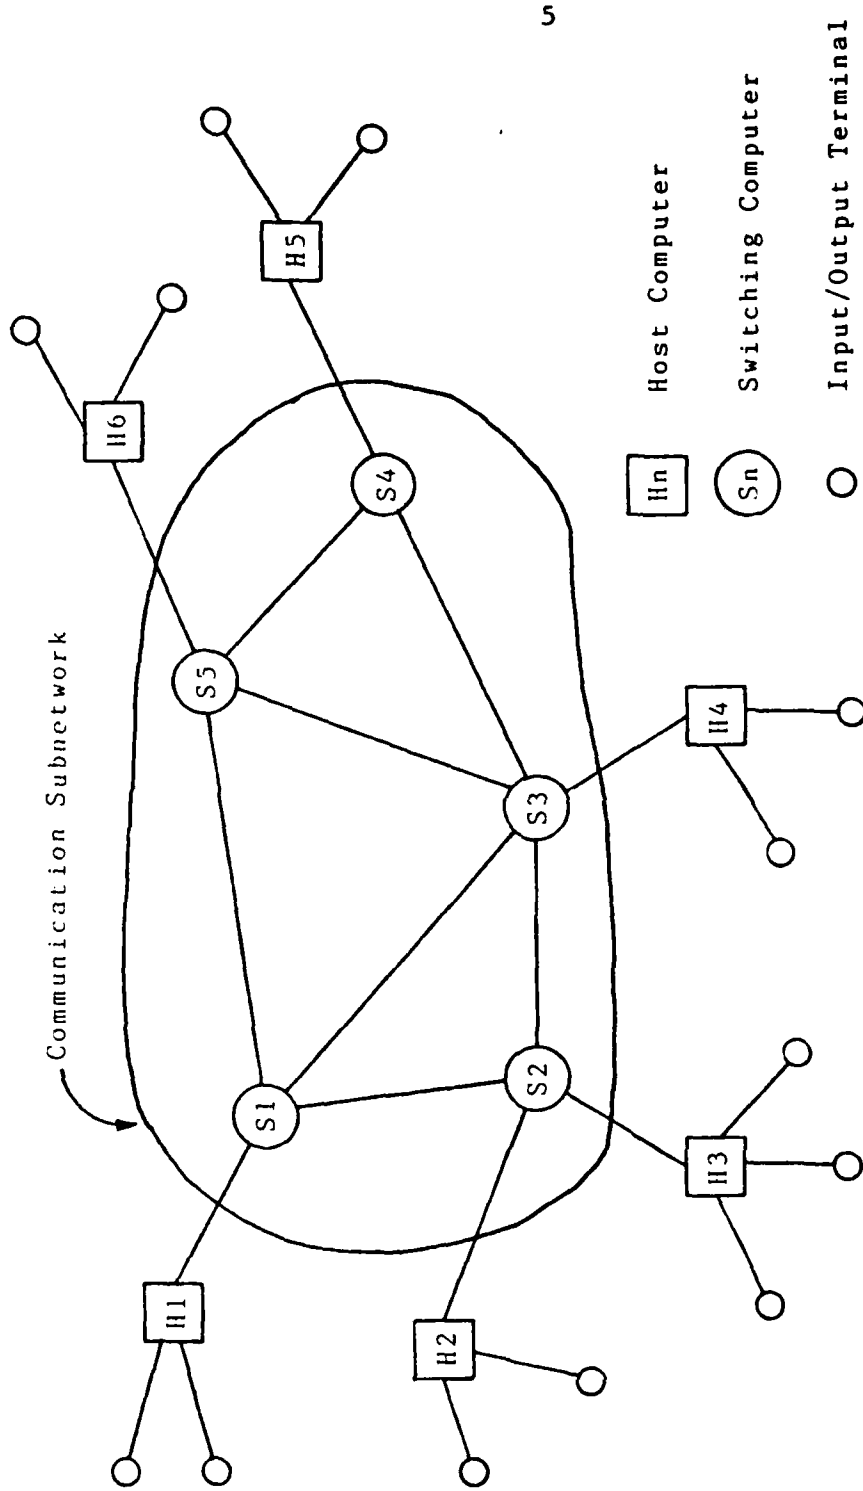 5
Communication Subnetwork
H1
H2
H3
H4
H5
H6
S1
S2
S3
S4
S5
Hn Host Computer
Sn Switching Computer
Input/Output Terminal